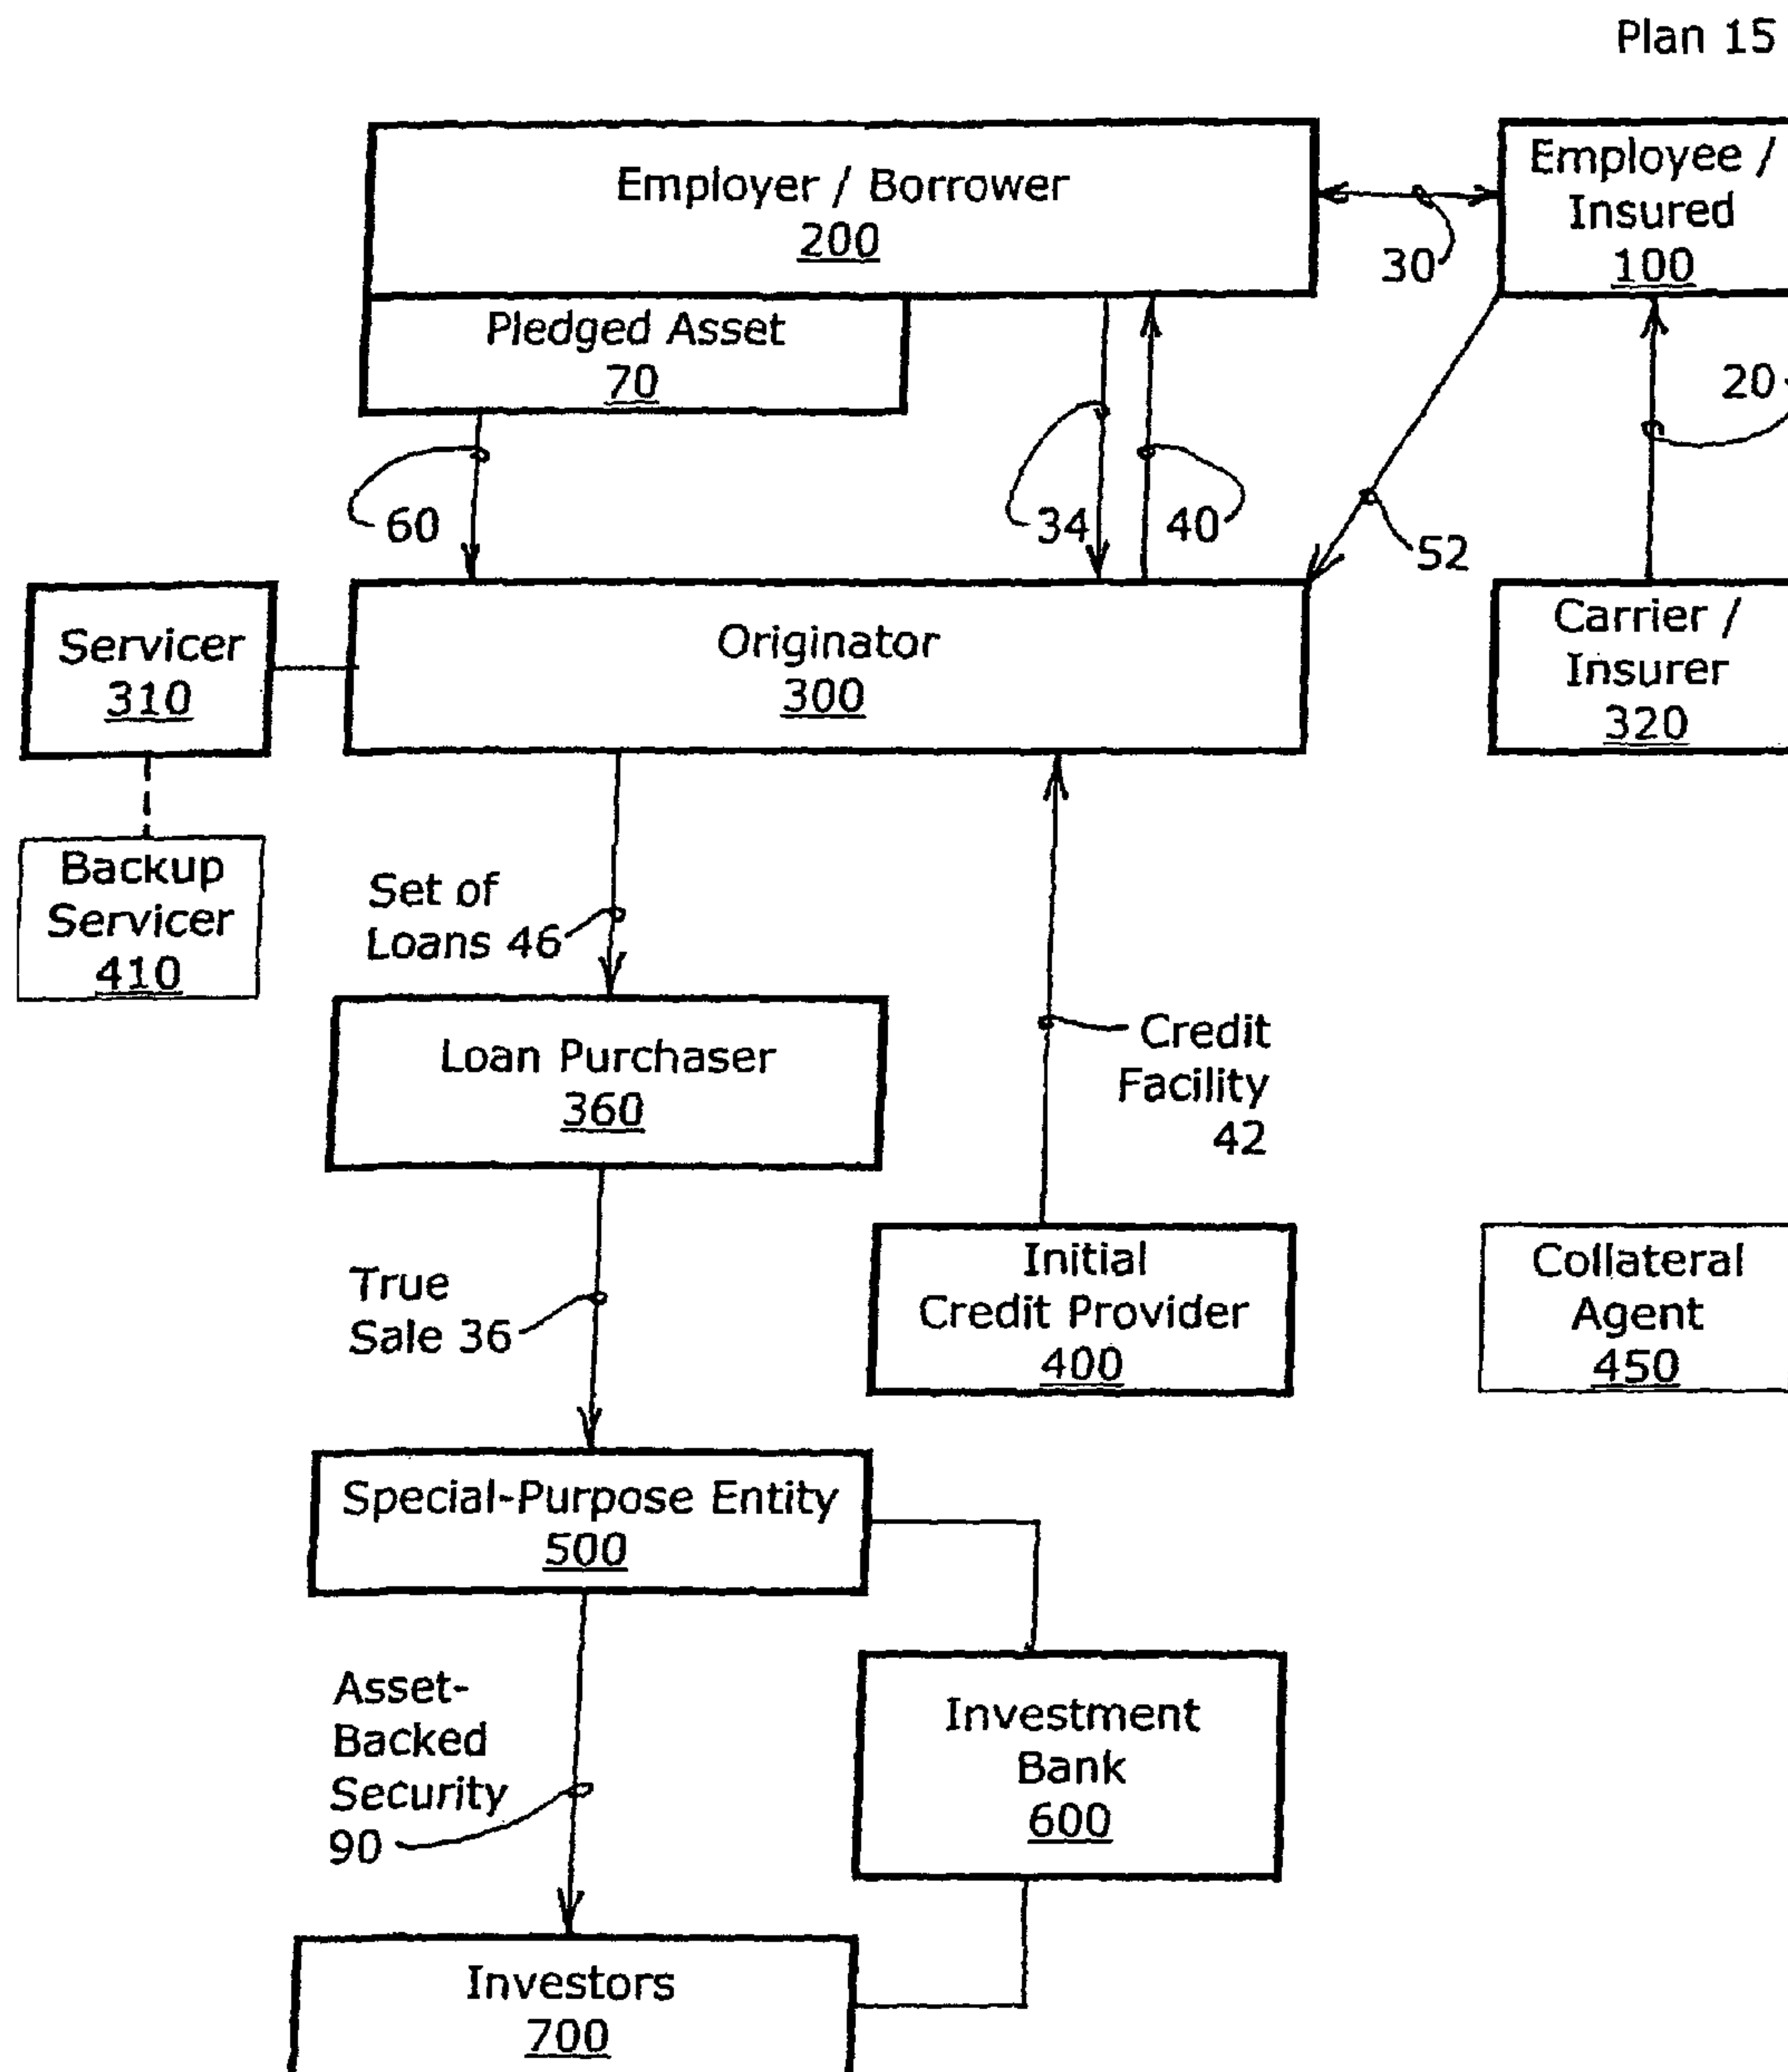 Plan 15
Employer / Borrower
200
Employee /
Insured
100
30
Pledged Asset
70
20
60
34
40
52
Servicer
310
Originator
300
Carrier /
Insurer
320
Backup
Servicer
410
Set of
Loans 46
Loan Purchaser
360
Credit
Facility
42
True
Sale 36
Initial
Credit Provider
400
Collateral
Agent
450
Special-Purpose Entity
500
Asset-
Backed
Security
90
Investment
Bank
600
Investors
700